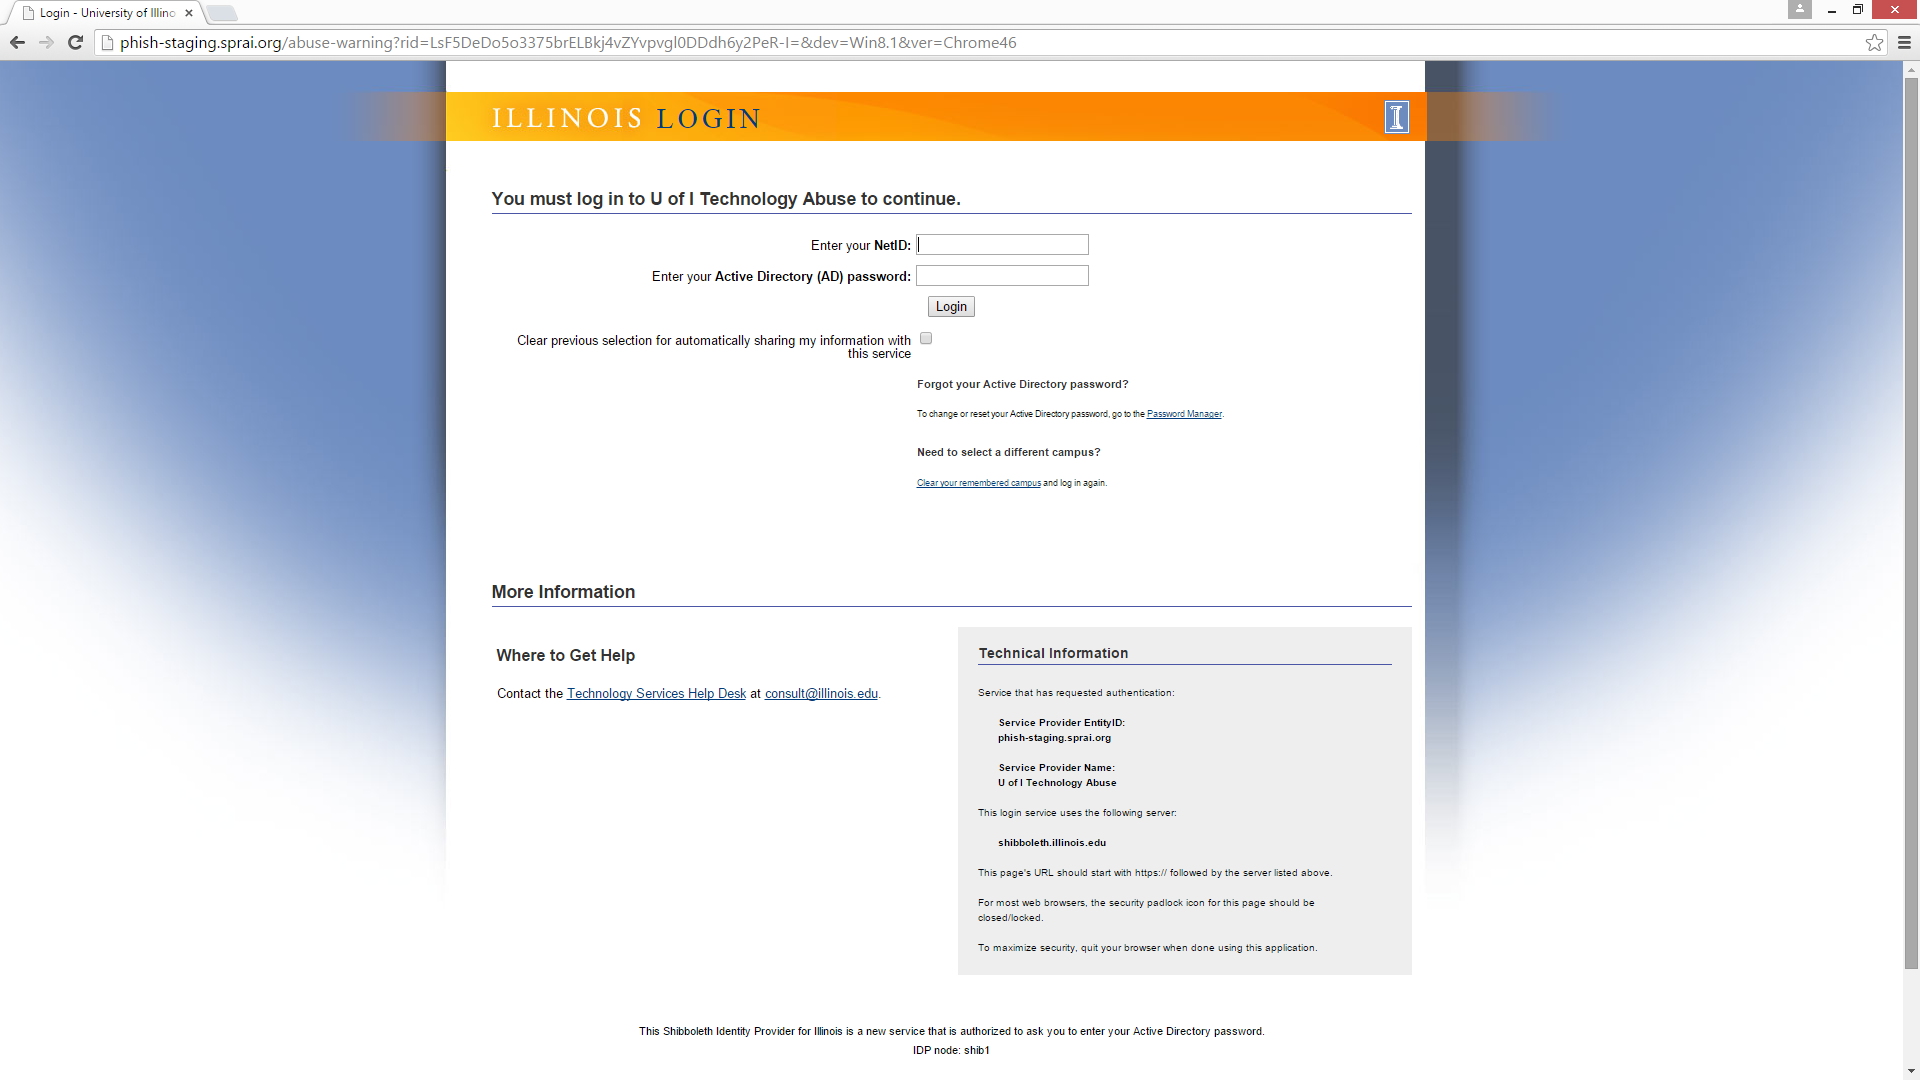 Login - University of Illino
phish-staging.sprai.org/abuse-warning?rid=LsF5DeDo5o3375brELBkj4vZYvpvgl0DDdh6y2PeR-I=&dev=Win8.1&ver=Chrome46
ILLINOIS LOGIN
You must log in to U of I Technology Abuse to continue.
Enter your NetID:
Enter your Active Directory (AD) password:
Login
Clear previous selection for automatically sharing my information with
this service
Forgot your Active Directory password?
To change or reset your Active Directory password, go to the Password Manager.
Need to select a different campus?
Clear your remembered campus and log in again.
More Information
Where to Get Help
Contact the Technology Services Help Desk at consult@illinois.edu.
Technical Information
Service that has requested authentication:
Service Provider EntityID:
phish-staging.sprai.org
Service Provider Name:
U of I Technology Abuse
This login service uses the following server:
shibboleth.illinois.edu
This page's URL should start with https:// followed by the server listed above.
For most web browsers, the security padlock icon for this page should be
closed/locked.
To maximize security, quit your browser when done using this application.
This Shibboleth Identity Provider for Illinois is a new service that is authorized to ask you to enter your Active Directory password.
IDP node: shib1